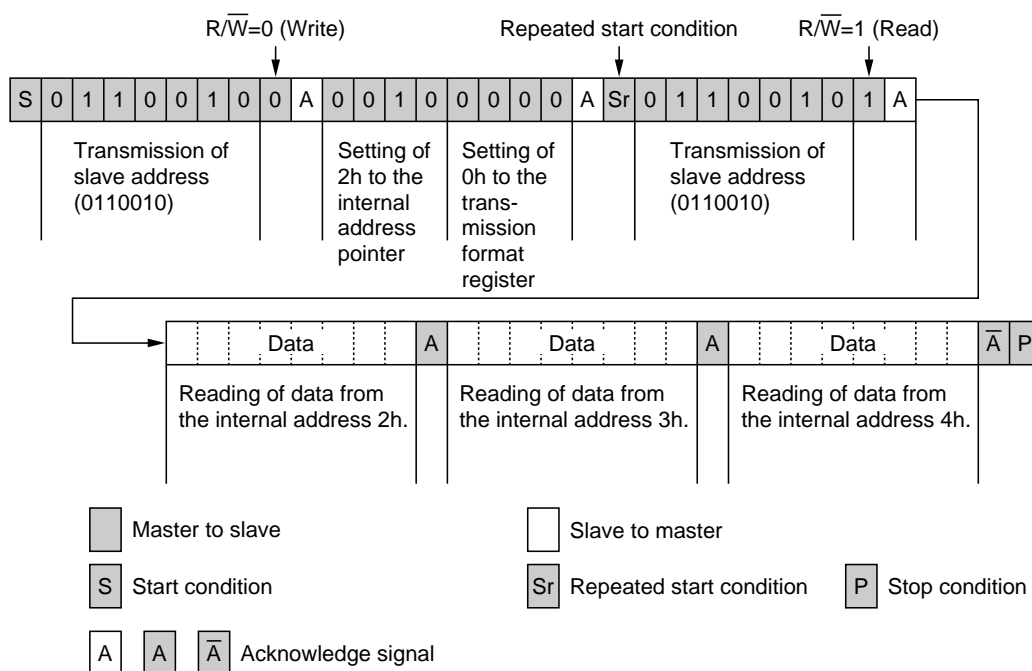 R/W̅=0 (Write) Repeated start condition R/W̅=1 (Read)
S 0 1 1 0 0 1 0 0 A 0 0 1 0 0 0 0 0 A Sr 0 1 1 0 0 1 0 1 A
Transmission of
slave address
(0110010)
Setting of
2h to the
internal
address
pointer
Setting of
0h to the
trans-
mission
format
register
Transmission of
slave address
(0110010)
Data A Data A Data A̅ P
Reading of data from
the internal address 2h.
Reading of data from
the internal address 3h.
Reading of data from
the internal address 4h.
Master to slave Slave to master
S Start condition Sr Repeated start condition P Stop condition
A A A̅ Acknowledge signal